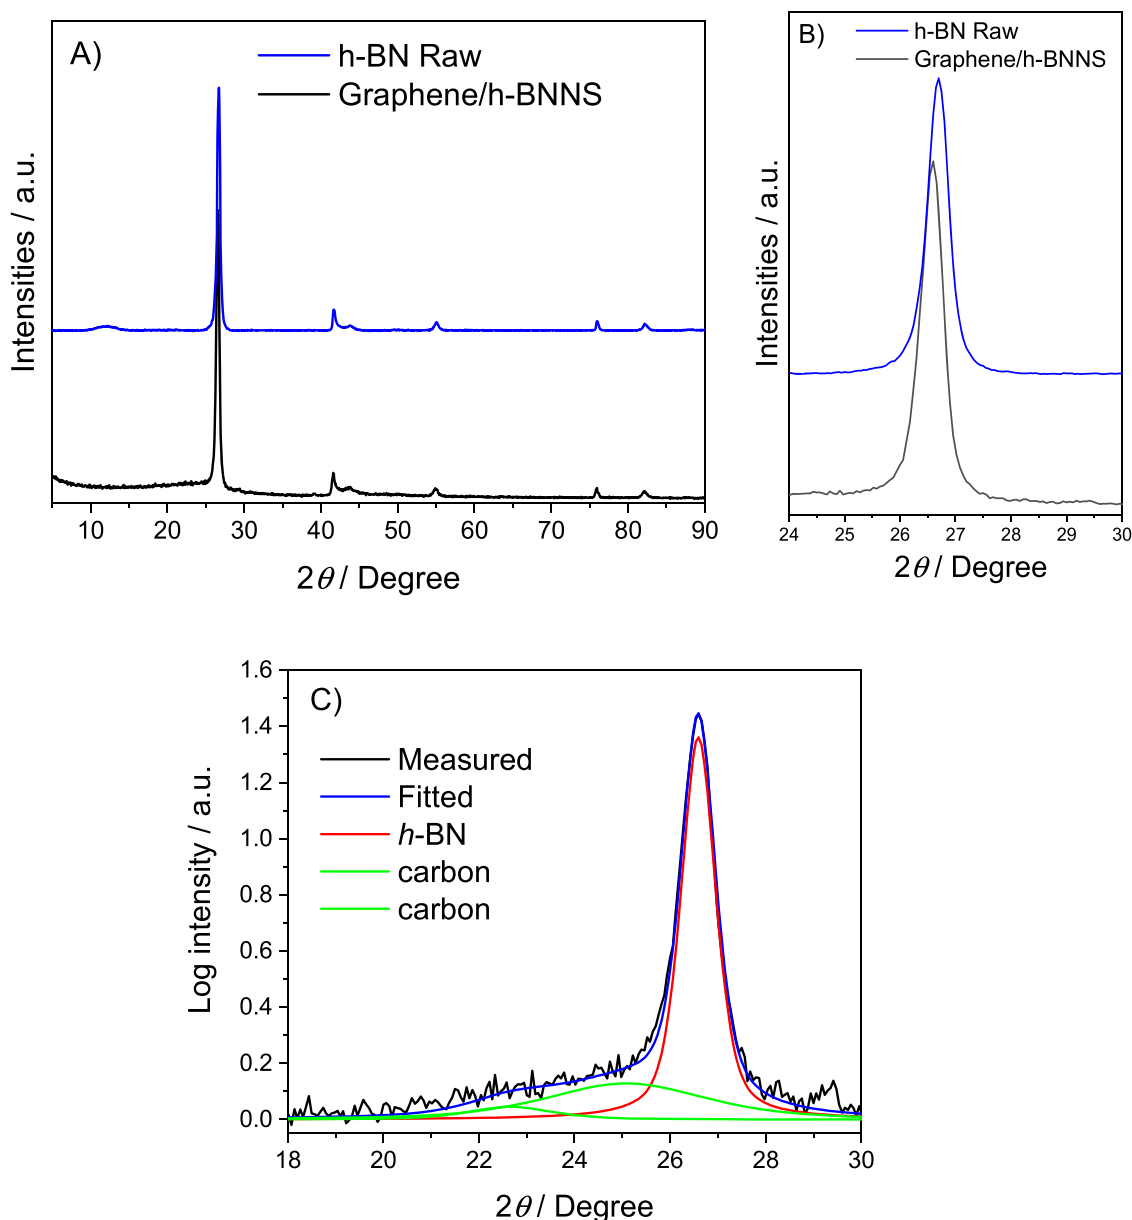 A)
h-BN Raw
Graphene/h-BNNS
Intensities / a.u.
10 20 30 40 50 60 70 80 90
2θ / Degree
B)
h-BN Raw
Graphene/h-BNNS
Intensities / a.u.
24 25 26 27 28 29 30
2θ / Degree
C)
Measured
Fitted
h-BN
carbon
carbon
Log intensity / a.u.
1.6
1.4
1.2
1.0
0.8
0.6
0.4
0.2
0.0
18 20 22 24 26 28 30
2θ / Degree